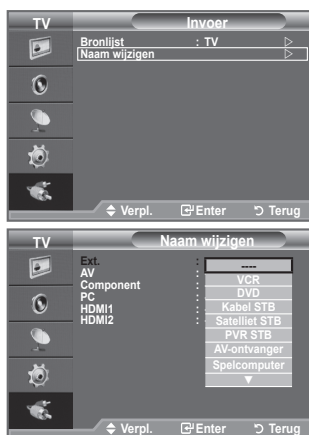 TV Invoer
Bronlijst : TV
Naam wijzigen
Verpl. Enter Terug
TV Naam wijzigen
Ext. : ----
AV : VCR
Component : DVD
PC : Kabel STB
HDMI1 : Satelliet STB
HDMI2 : PVR STB
AV-ontvanger
Spelcomputer
Verpl. Enter Terug